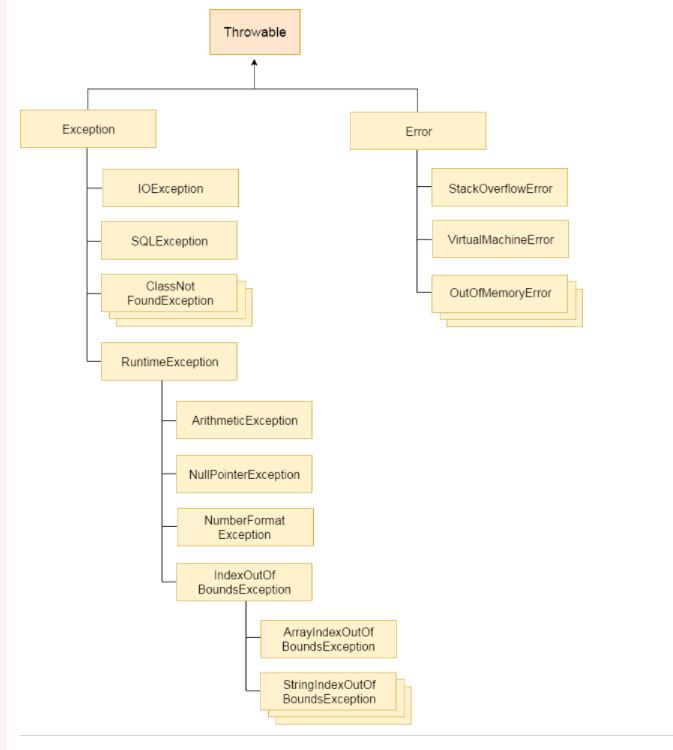 Throwable
Exception
Error
IOException
SQLException
ClassNot
FoundException
RuntimeException
ArithmeticException
NullPointerException
NumberFormat
Exception
IndexOutOf
BoundsException
ArrayIndexOutOf
BoundsException
StringIndexOutOf
BoundsException
StackOverflowError
VirtualMachineError
OutOfMemoryError